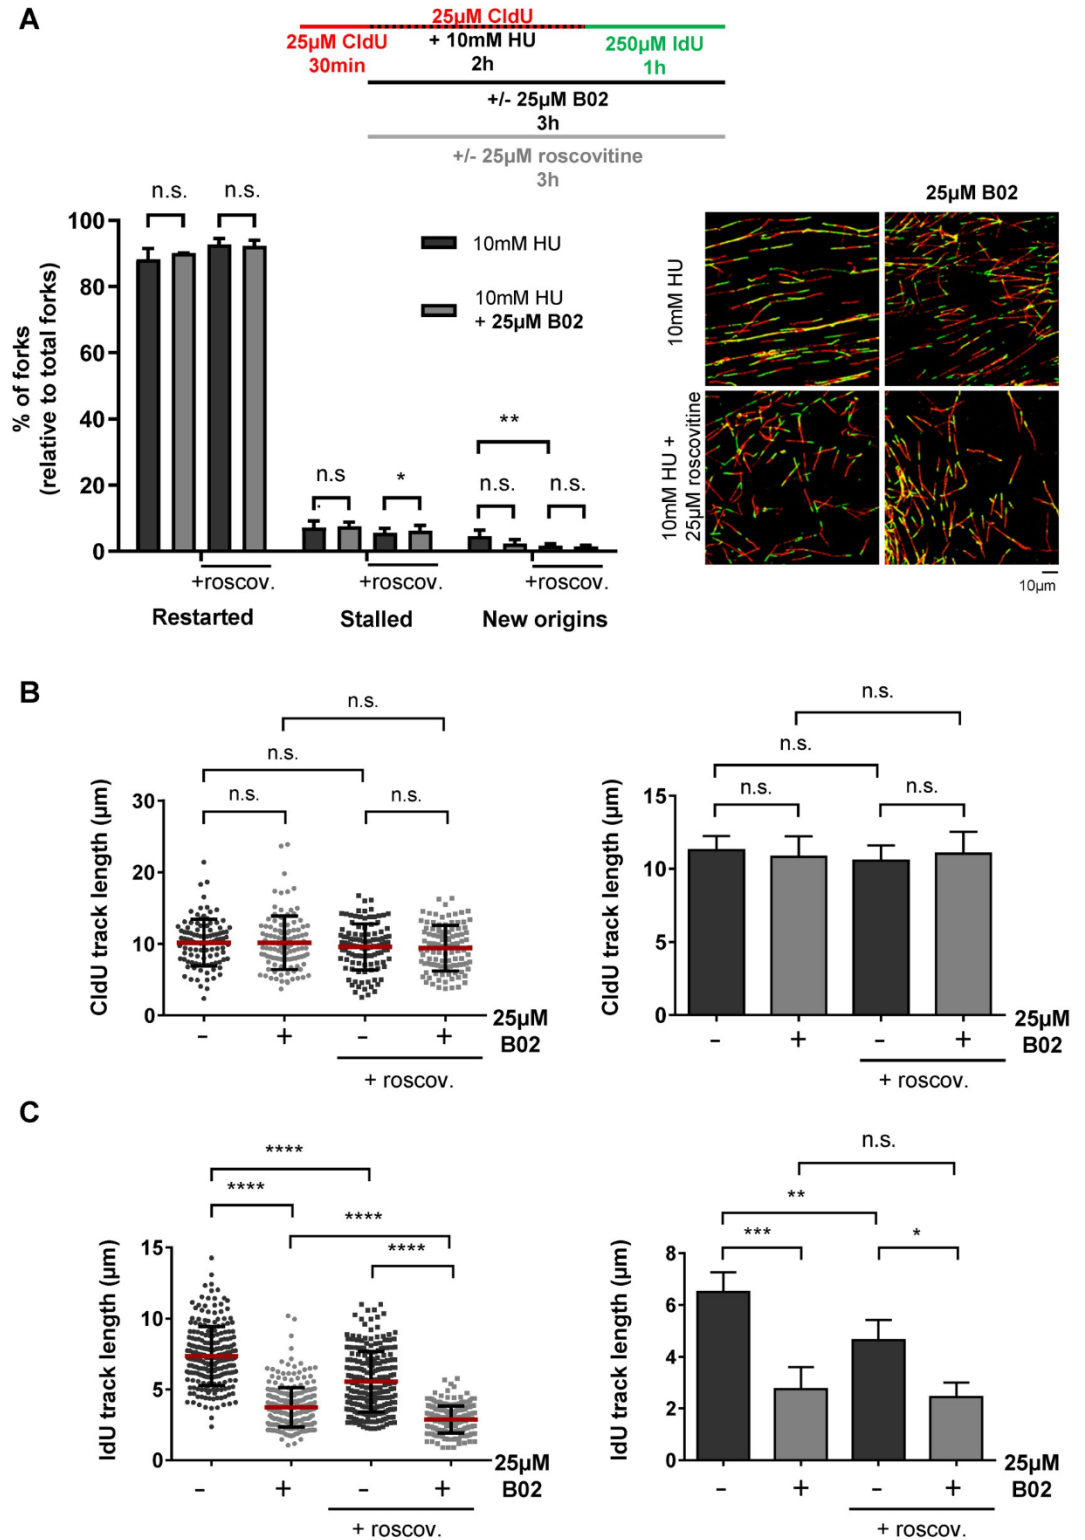 A
25µM CldU
25µM CldU
30min
+ 10mM HU
2h
250µM IdU
1h
+/- 25µM B02
3h
+/- 25µM roscovitine
3h
n.s.
n.s.
100
80
60
40
20
0
% of forks
(relative to total forks)
10mM HU
10mM HU
+ 25µM B02
n.s
.
*
**
n.s.
n.s.
+roscov.
+roscov.
+roscov.
Restarted
Stalled
New origins
25µM B02
10mM HU
10mM HU +
25µM roscovitine
10µm
B
n.s.
n.s.
n.s.
n.s.
30
20
10
0
CldU track length (µm)
-
+
-
+
25µM
B02
+ roscov.
n.s.
n.s.
n.s.
n.s.
15
10
5
0
CldU track length (µm)
-
+
-
+
25µM
B02
+ roscov.
C
****
****
****
****
15
10
5
0
IdU track length (µm)
-
+
-
+
25µM
B02
+ roscov.
n.s.
**
***
*
8
6
4
2
0
IdU track length (µm)
-
+
-
+
25µM
B02
+ roscov.